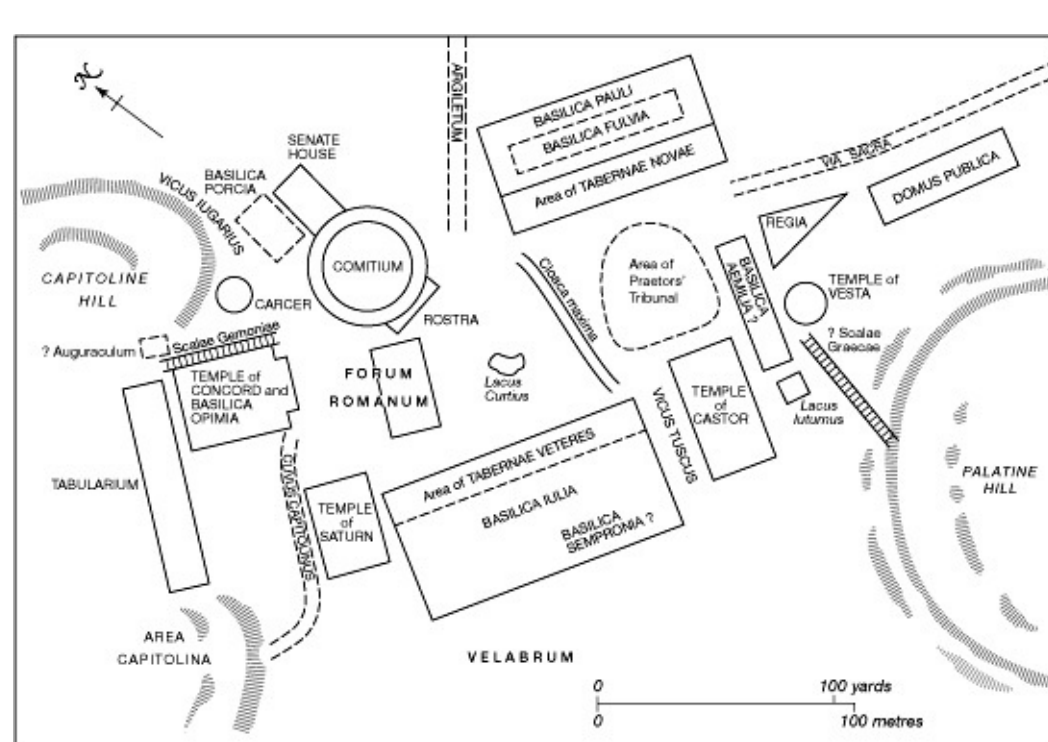 N
ARGILETUM
BASILICA PAULI
BASILICA FULVIA
Area of TABERNAE NOVAE
VIA SACRA
DOMUS PUBLICA
SENATE
HOUSE
BASILICA
PORCIA
VICUS IUGARIUS
COMITIUM
REGIA
CAPITOLINE
HILL
CARCER
ROSTRA
Cloaca maxima
Area of
Praetors'
Tribunal
BASILICA
AEMILIA ?
TEMPLE of
VESTA
? Scalae
Graecae
? Auguraculum
Scalae Gemoniae
TEMPLE of
CONCORD and
BASILICA
OPIMIA
FORUM
ROMANUM
Lacus
Curtius
VICUS TUSCUS
TEMPLE
of
CASTOR
Lacus
Iuturnus
PALATINE
HILL
TABULARIUM
CLIVUS CAPITOLINUS
TEMPLE
of
SATURN
Area of TABERNAE VETERES
BASILICA IULIA
BASILICA
SEMPRONIA ?
AREA
CAPITOLINA
VELABRUM
0 100 yards
0 100 metres